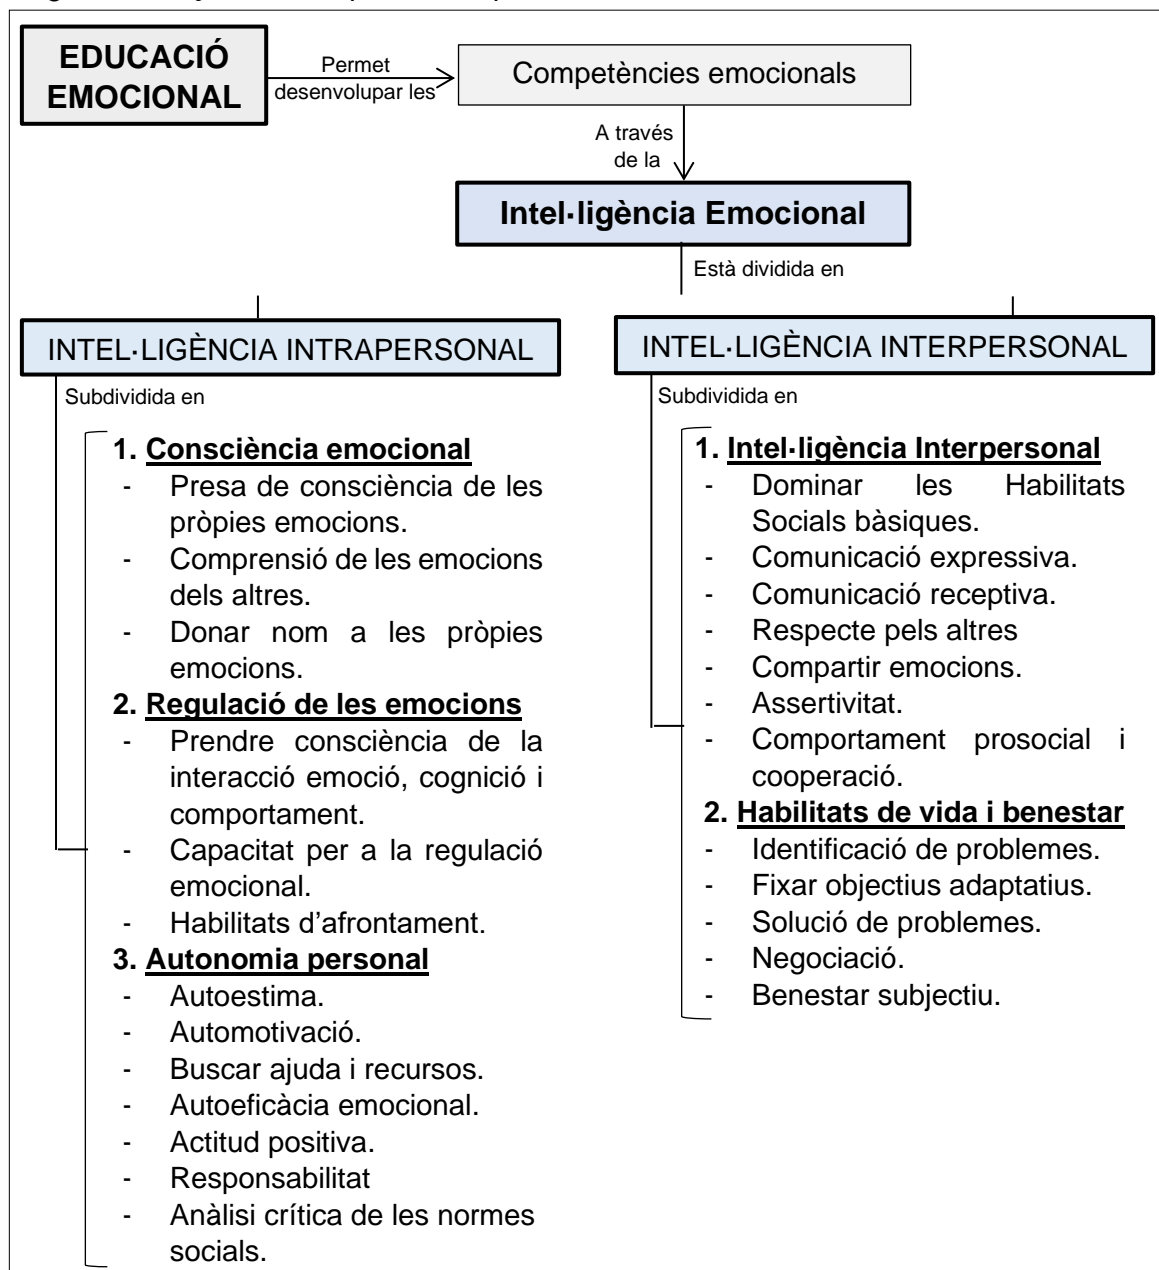 EDUCACIÓ
EMOCIONAL
Permet
desenvolupar les
Competències emocionals
A través
de la
Intel·ligència Emocional
Està dividida en
INTEL·LIGÈNCIA INTRAPERSONAL
Subdividida en
1. Consciència emocional
- Presa de consciència de les
pròpies emocions.
- Comprensió de les emocions
dels altres.
- Donar nom a les pròpies
emocions.
2. Regulació de les emocions
- Prendre consciència de la
interacció emoció, cognició i
comportament.
- Capacitat per a la regulació
emocional.
- Habilitats d’afrontament.
3. Autonomia personal
- Autoestima.
- Automotivació.
- Buscar ajuda i recursos.
- Autoeficàcia emocional.
- Actitud positiva.
- Responsabilitat
- Anàlisi crítica de les normes
socials.
INTEL·LIGÈNCIA INTERPERSONAL
Subdividida en
1. Intel·ligència Interpersonal
- Dominar les Habilitats
Socials bàsiques.
- Comunicació expressiva.
- Comunicació receptiva.
- Respecte pels altres
- Compartir emocions.
- Assertivitat.
- Comportament prosocial i
cooperació.
2. Habilitats de vida i benestar
- Identificació de problemes.
- Fixar objectius adaptatius.
- Solució de problemes.
- Negociació.
- Benestar subjectiu.